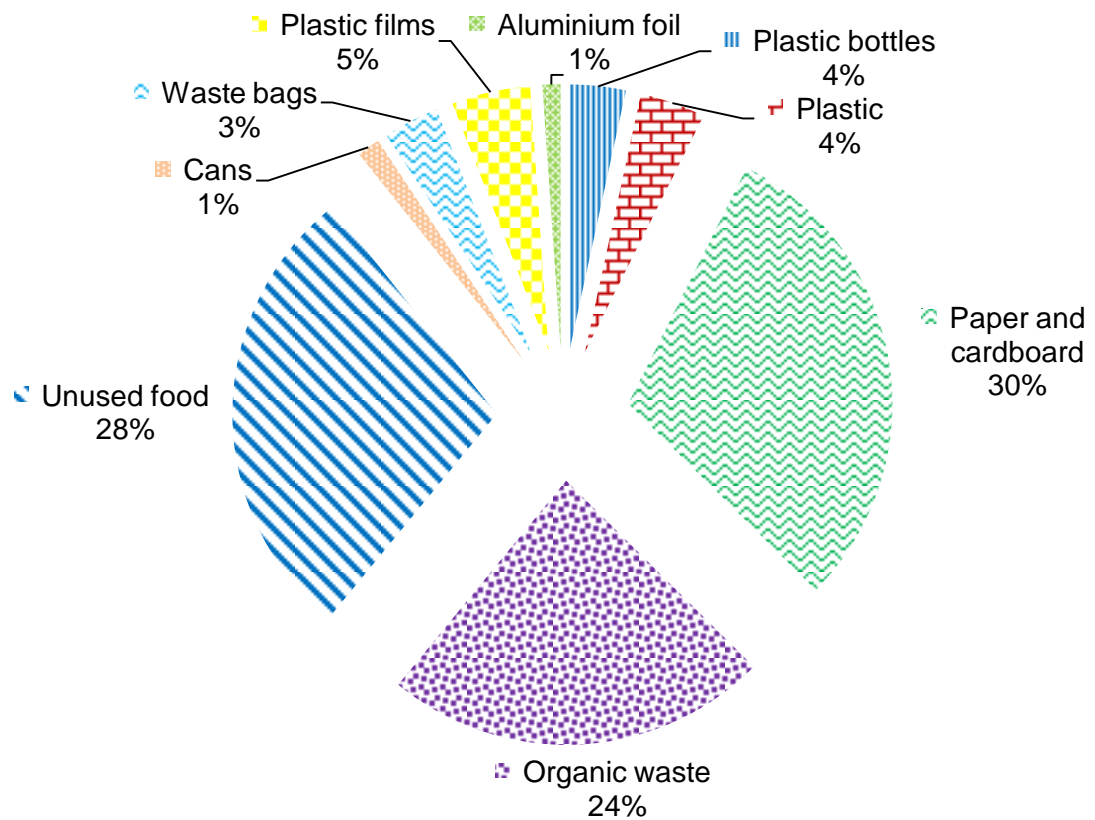 Plastic films
5%
Aluminium foil
1%
Plastic bottles
4%
Plastic
4%
Waste bags
3%
Cans
1%
Paper and
cardboard
30%
Unused food
28%
Organic waste
24%